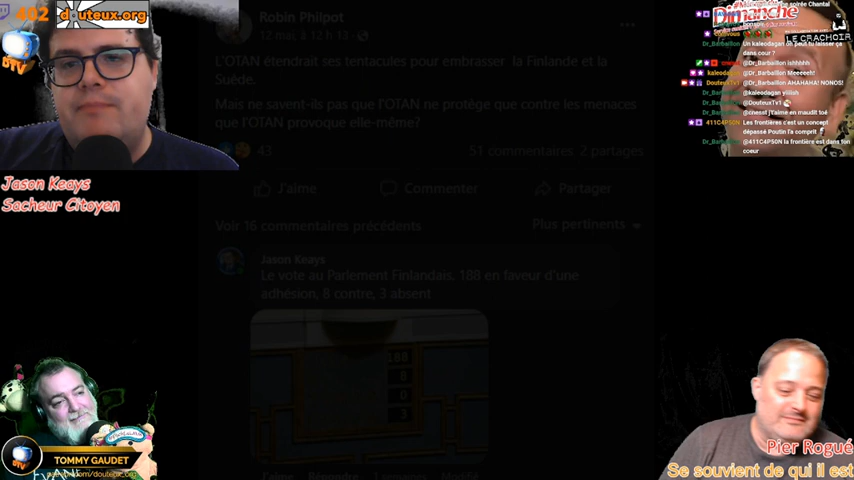 402 douteux.org
DTV
Jason Keays
Sacheur Citoyen
Robin Philpot
12 mai à 12 h 13
L'OTAN étendrait ses tentacules pour embrasser la Finlande et la
Suède.
Mais ne savent-ils pas que l'OTAN ne protège que contre les menaces
que l'OTAN provoque elle-même?
43
51 commentaires 2 partages
J'aime
Commenter
Partager
Voir 16 commentaires précédents
Plus pertinents
Jason Keays
Le vote au Parlement Finlandais, 188 en faveur d'une
adhésion, 8 contre, 3 absent
188
8
0
3
soirée Chantal
Dimanche
LE CRACHOIR
Dr_Barbaillon: Un kaleodagan on peut tu laisser ça
dans cour ?
@Dr_Barbaillon ishhhhh
kaleodagan: @Dr_Barbaillon Meeeeeh!
DouteuxTv1: @Dr_Barbaillon AHAHAHA! NONOS!
Dr_Barbaillon: @kaleodagan yiiiish
Dr_Barbaillon: @DouteuxTv1
Dr_Barbaillon: @cnesst j'taime en maudit toé
411C4P50N: Les frontières c'est un concept
dépassé Poutin l'a comprit
Dr_Barbaillon: @411C4P50N la frontière est dans ton
coeur
TOMMY GAUDET
Pier Rogué
Se souvient de qui il est